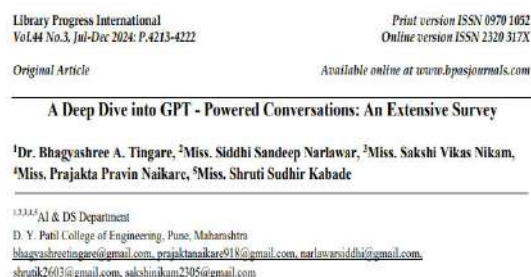 Library Progress International
Print version ISSN 0970 1052
Vol.44 No.3, Jul-Dec 2024: P.4213-4222
Online version ISSN 2320 317X
Original Article
Available online at www.bpasjournals.com
A Deep Dive into GPT - Powered Conversations: An Extensive Survey
¹Dr. Bhagyashree A. Tingare, ²Miss. Siddhi Sandeep Narlawar, ³Miss. Sakshi Vikas Nikam,
⁴Miss. Prajakta Pravin Naikare, ⁵Miss. Shruti Sudhir Kabade
¹,²,³,⁴,⁵AI & DS Department
D. Y. Patil College of Engineering, Pune, Maharashtra
bhagyashreetingare@gmail.com, prajaktanaikare918@gmail.com, narlawarsiddhi@gmail.com,
shrutik2603@gmail.com, sakshinikam2305@gmail.com